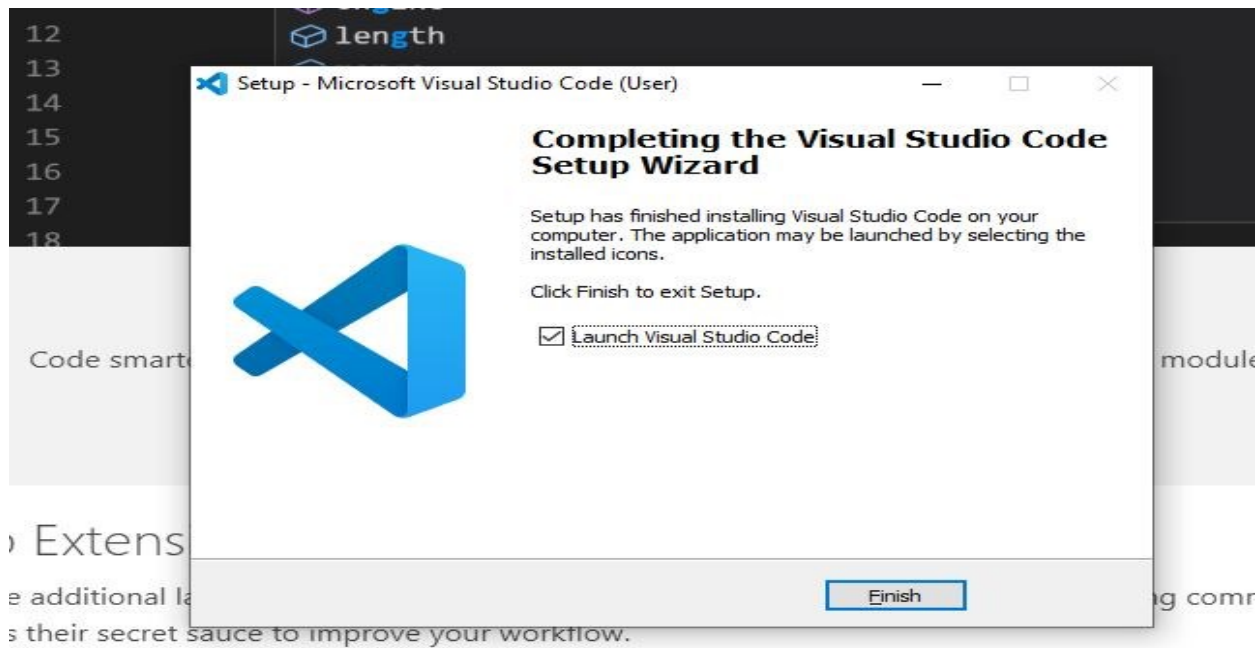 12
length
13
14
15
16
17
18
Setup - Microsoft Visual Studio Code (User)
Completing the Visual Studio Code
Setup Wizard
Setup has finished installing Visual Studio Code on your
computer. The application may be launched by selecting the
installed icons.
Click Finish to exit Setup.
Launch Visual Studio Code
Finish
Code smarte
module
Extens
e additional la
g comm
s their secret sauce to improve your workflow.